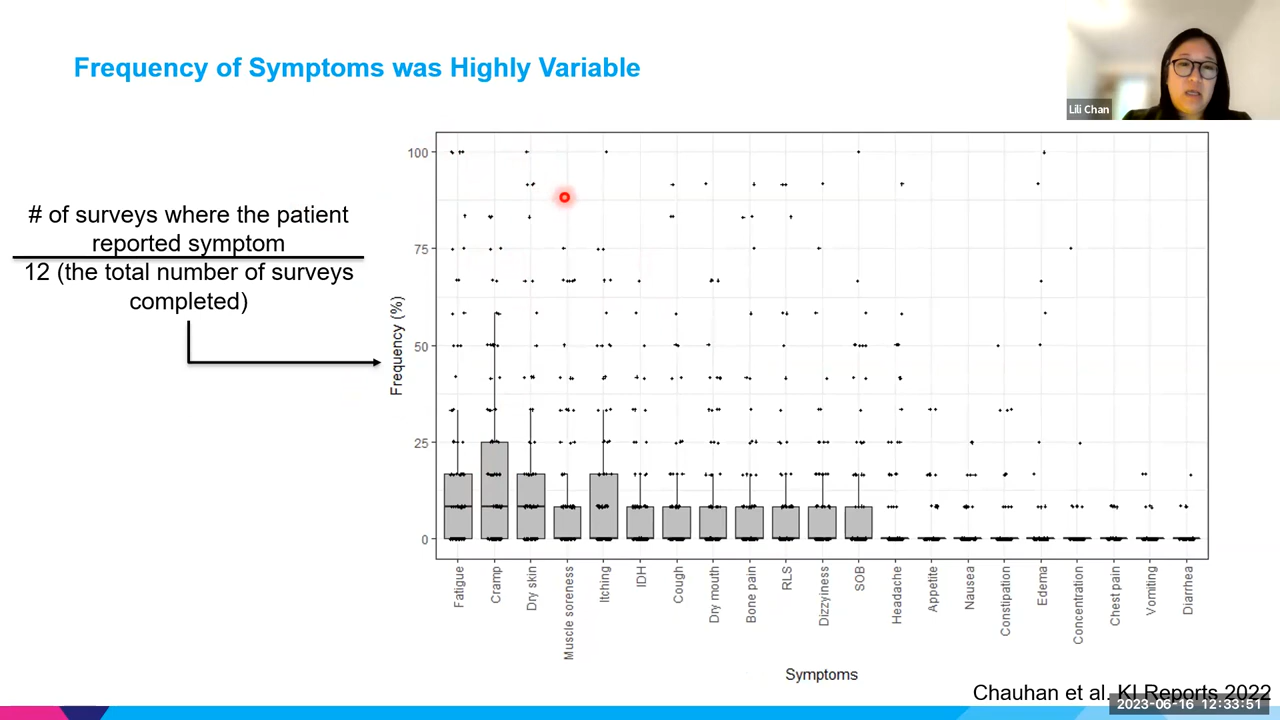 Frequency of Symptoms was Highly Variable
Lili Chan
# of surveys where the patient
reported symptom
12 (the total number of surveys
completed)
Frequency (%)
100
75
50
25
0
Fatigue
Cramp
Dry skin
Muscle soreness
Itching
IDH
Cough
Dry mouth
Bone pain
RLS
Dizzyiness
SOB
Headache
Appetite
Nausea
Constipation
Edema
Concentration
Chest pain
Vomiting
Diarrhea
Symptoms
Chauhan et al. KI Reports 2022
2023-06-16 12:33:51